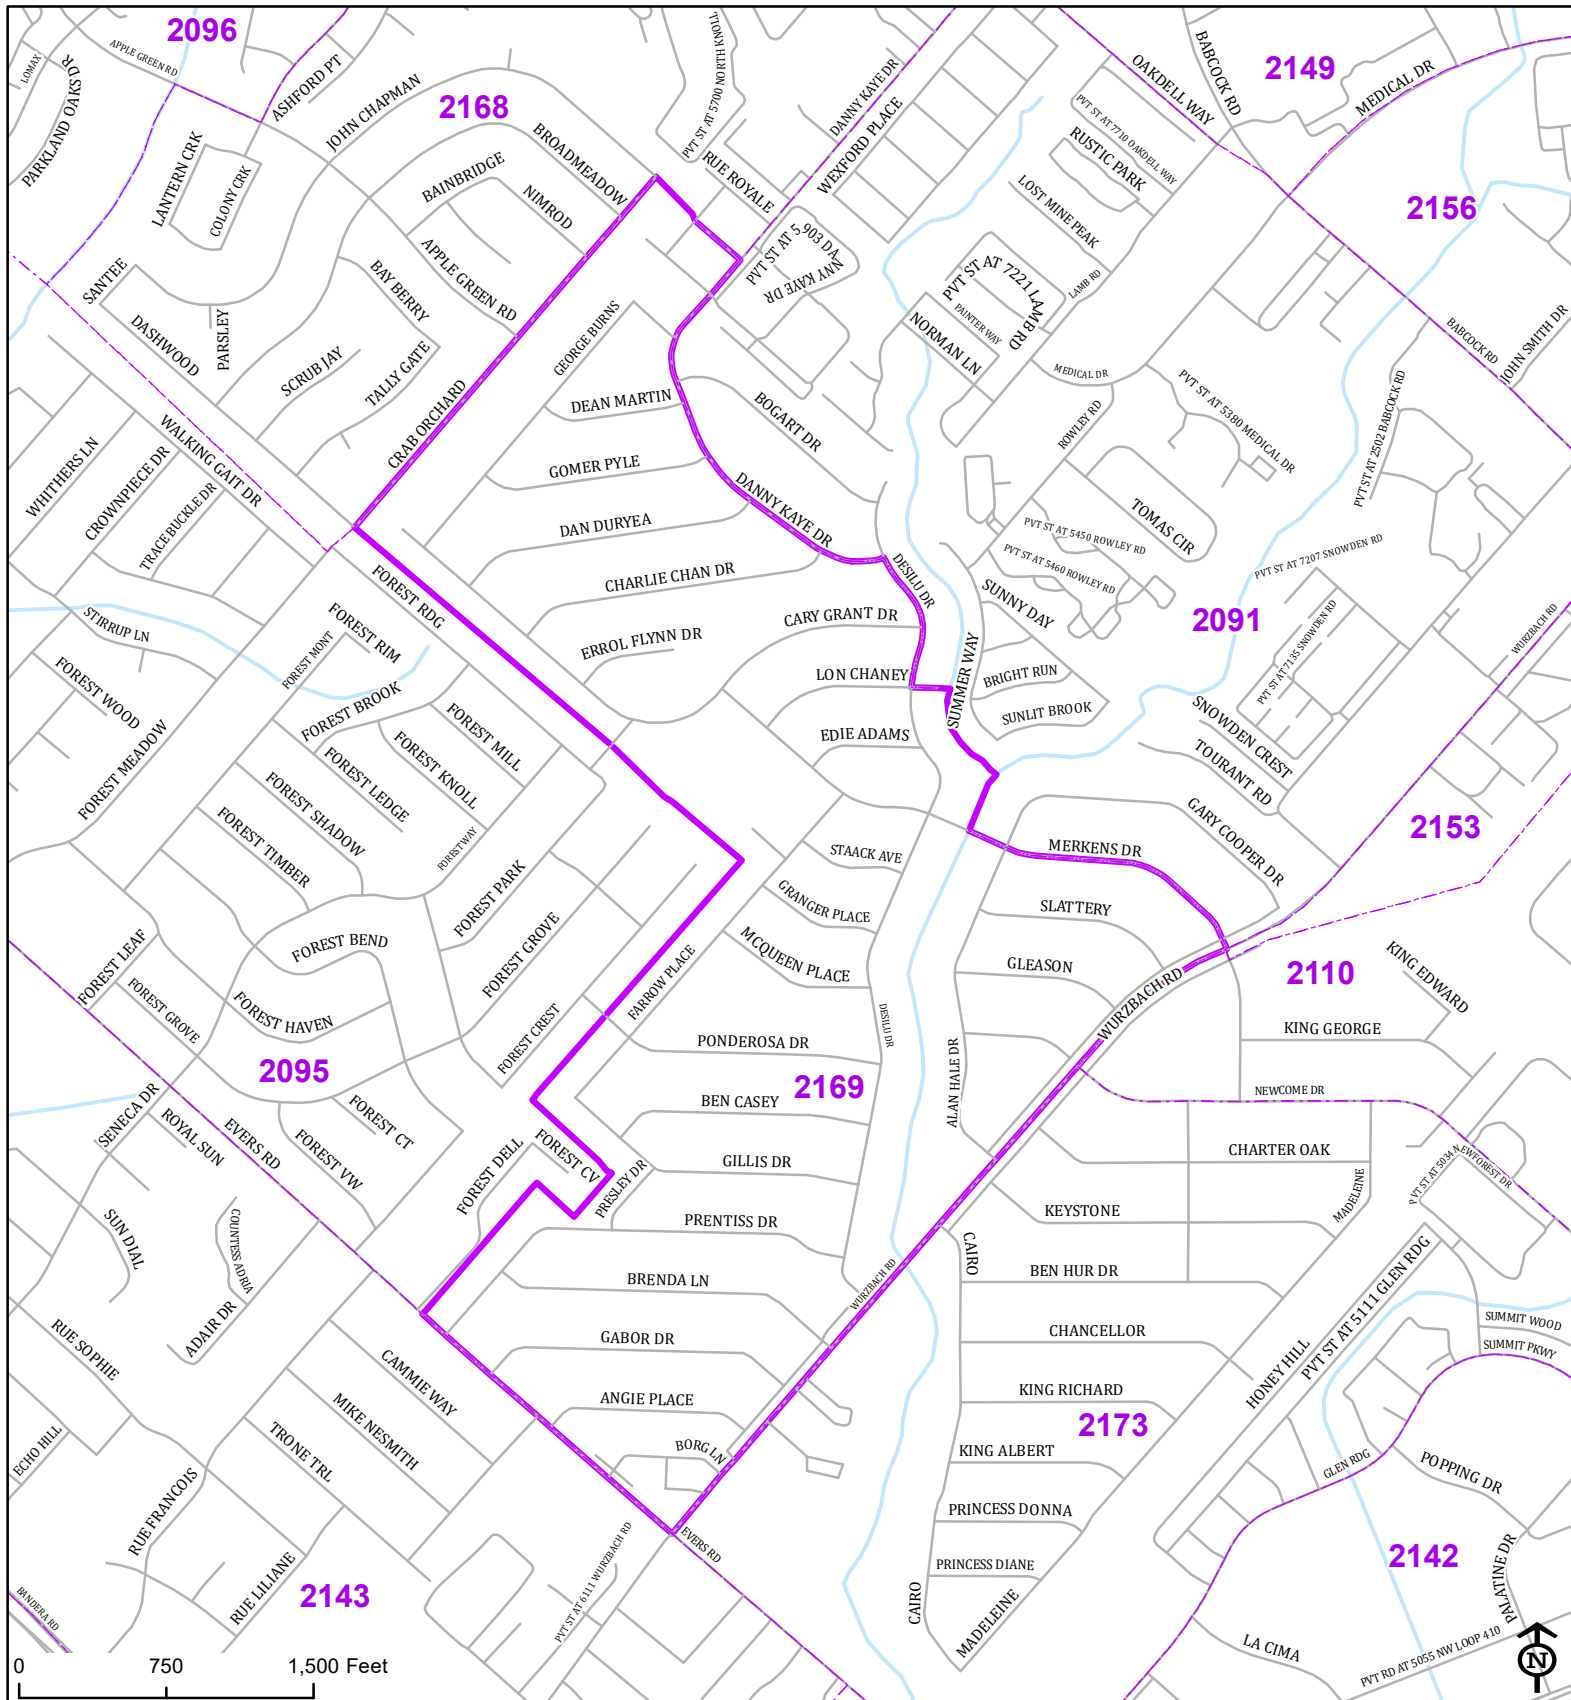 2096
LOMAX
PARKLAND OAKS DR
APPLE GREEN RD
ASHFORD PT
LANTERN CRK
COLONY CRK
JOHN CHAPMAN
2168
BROADMEADOW
BAINBRIDGE
NIMROD
APPLE GREEN RD
BAY BERRY
SANTEE
DASHWOOD
PARSLEY
SCRUB JAY
TALLY GATE
CRAB ORCHARD
PVT ST AT 5700 NORTH KNOLL
RUE ROYALE
DANNY KAYE DR
WEXFORD PLACE
PVT ST AT 5903 DANNY KAYE DR
OAKDELL WAY
BABCOCK RD
2149
MEDICAL DR
PVT ST AT 7710 OAKDELL WAY
RUSTIC PARK
LOST MINE PEAK
2156
PVT ST AT 7221 LAMB RD
LAMB RD
PAINTER WAY
NORMAN LN
MEDICAL DR
BABCOCK RD
JOHN SMITH DR
PVT ST AT 5380 MEDICAL DR
PVT ST AT 2502 BABCOCK RD
ROWLEY RD
TOMAS CIR
PVT ST AT 5450 ROWLEY RD
PVT ST AT 5460 ROWLEY RD
PVT ST AT 7207 SNOWDEN RD
PVT ST AT 7135 SNOWDEN RD
2091
WURZBACH RD
GEORGE BURNS
DEAN MARTIN
BOGART DR
GOMER PYLE
DANNY KAYE DR
DAN DURYEA
CHARLIE CHAN DR
DESILU DR
CARY GRANT DR
ERROL FLYNN DR
LON CHANEY
EDIE ADAMS
SUMMER WAY
SUNNY DAY
BRIGHT RUN
SUNLIT BROOK
SNOWDEN CREST
TOURANT RD
GARY COOPER DR
2153
WHITHERS LN
CROWNPIECE DR
TRACE BUCKLE DR
WALKING GAIT DR
FOREST RDG
STIRRUP LN
FOREST WOOD
FOREST MEADOW
FOREST MONT
FOREST RIM
FOREST BROOK
FOREST MILL
FOREST KNOLL
FOREST LEDGE
FOREST SHADOW
FOREST TIMBER
FOREST WAY
FOREST PARK
FOREST BEND
FOREST GROVE
FOREST LEAF
FOREST GROVE
FOREST HAVEN
FOREST CREST
2095
STAACK AVE
GRANGER PLACE
MCQUEEN PLACE
FARROW PLACE
PONDEROSA DR
DESILU DR
2169
BEN CASEY
GILLIS DR
PRENTISS DR
PRESLEY DR
FOREST CV
FOREST DELL
MERKENS DR
SLATTERY
GLEASON
WURZBACH RD
ALAN HALE DR
2110
KING EDWARD
KING GEORGE
NEWCOME DR
CHARTER OAK
MADELEINE
PVT ST AT 5034 NEWFOREST DR
KEYSTONE
CAIRO
BEN HUR DR
CHANCELLOR
KING RICHARD
2173
KING ALBERT
PRINCESS DONNA
PRINCESS DIANE
CAIRO
MADELEINE
HONEY HILL
PVT ST AT 5111 GLEN RDG
SUMMIT WOOD
SUMMIT PKWY
GLEN RDG
POPPING DR
2142
PALATINE DR
LA CIMA
PVT RD AT 5055 NW LOOP 410
SENECA DR
ROYAL SUN
EVERS RD
FOREST CT
FOREST VW
SUN DIAL
COUNTESS ADRIA
ADAIR DR
RUE SOPHIE
ECHO HILL
CAMMIE WAY
MIKE NESMITH
TRONE TRL
RUE FRANCOIS
RUE LILIANE
2143
BANDERA RD
BRENDA LN
GABOR DR
ANGIE PLACE
BORG LN
WURZBACH RD
EVERS RD
PVT ST AT 6111 WURZBACH RD
0 750 1,500 Feet
N